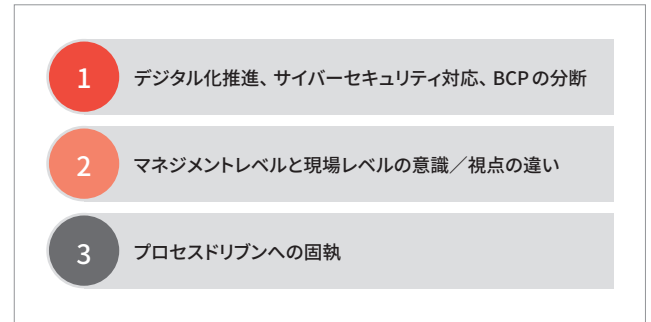 1 デジタル化推進、サイバーセキュリティ対応、BCPの分断
2 マネジメントレベルと現場レベルの意識／視点の違い
3 プロセスドリブンへの固執